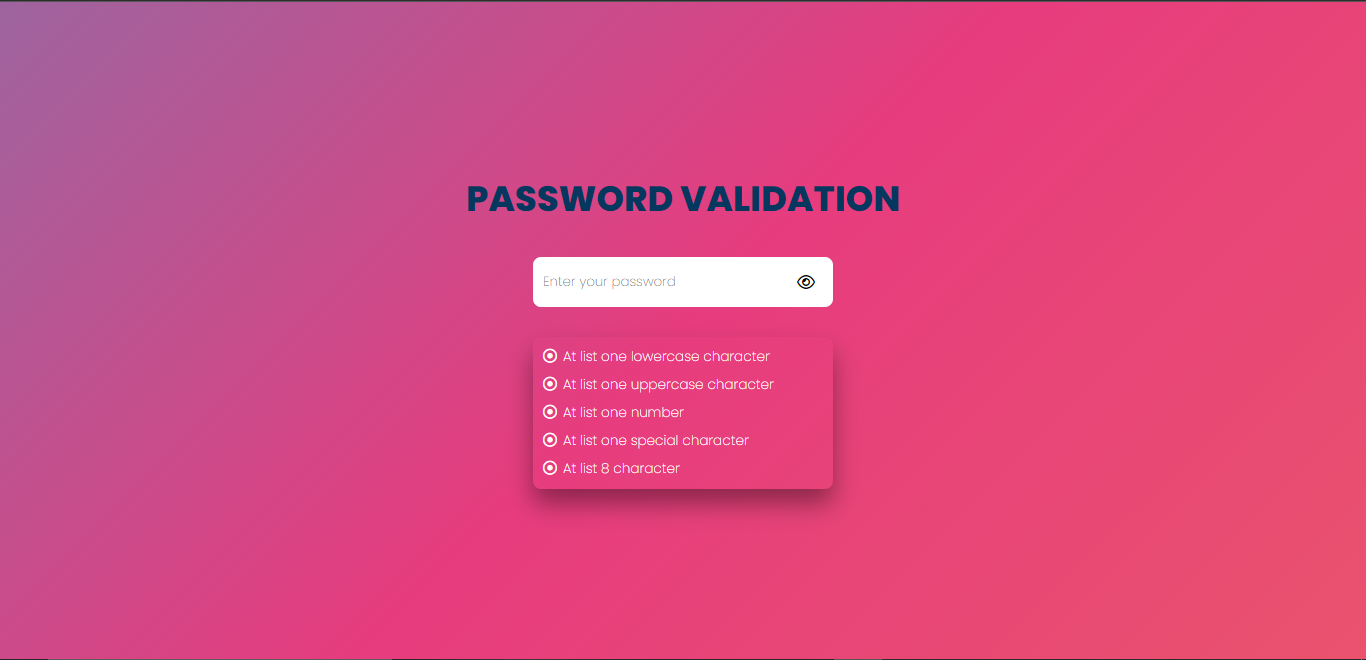 PASSWORD VALIDATION
Enter your password
At list one lowercase character
At list one uppercase character
At list one number
At list one special character
At list 8 character